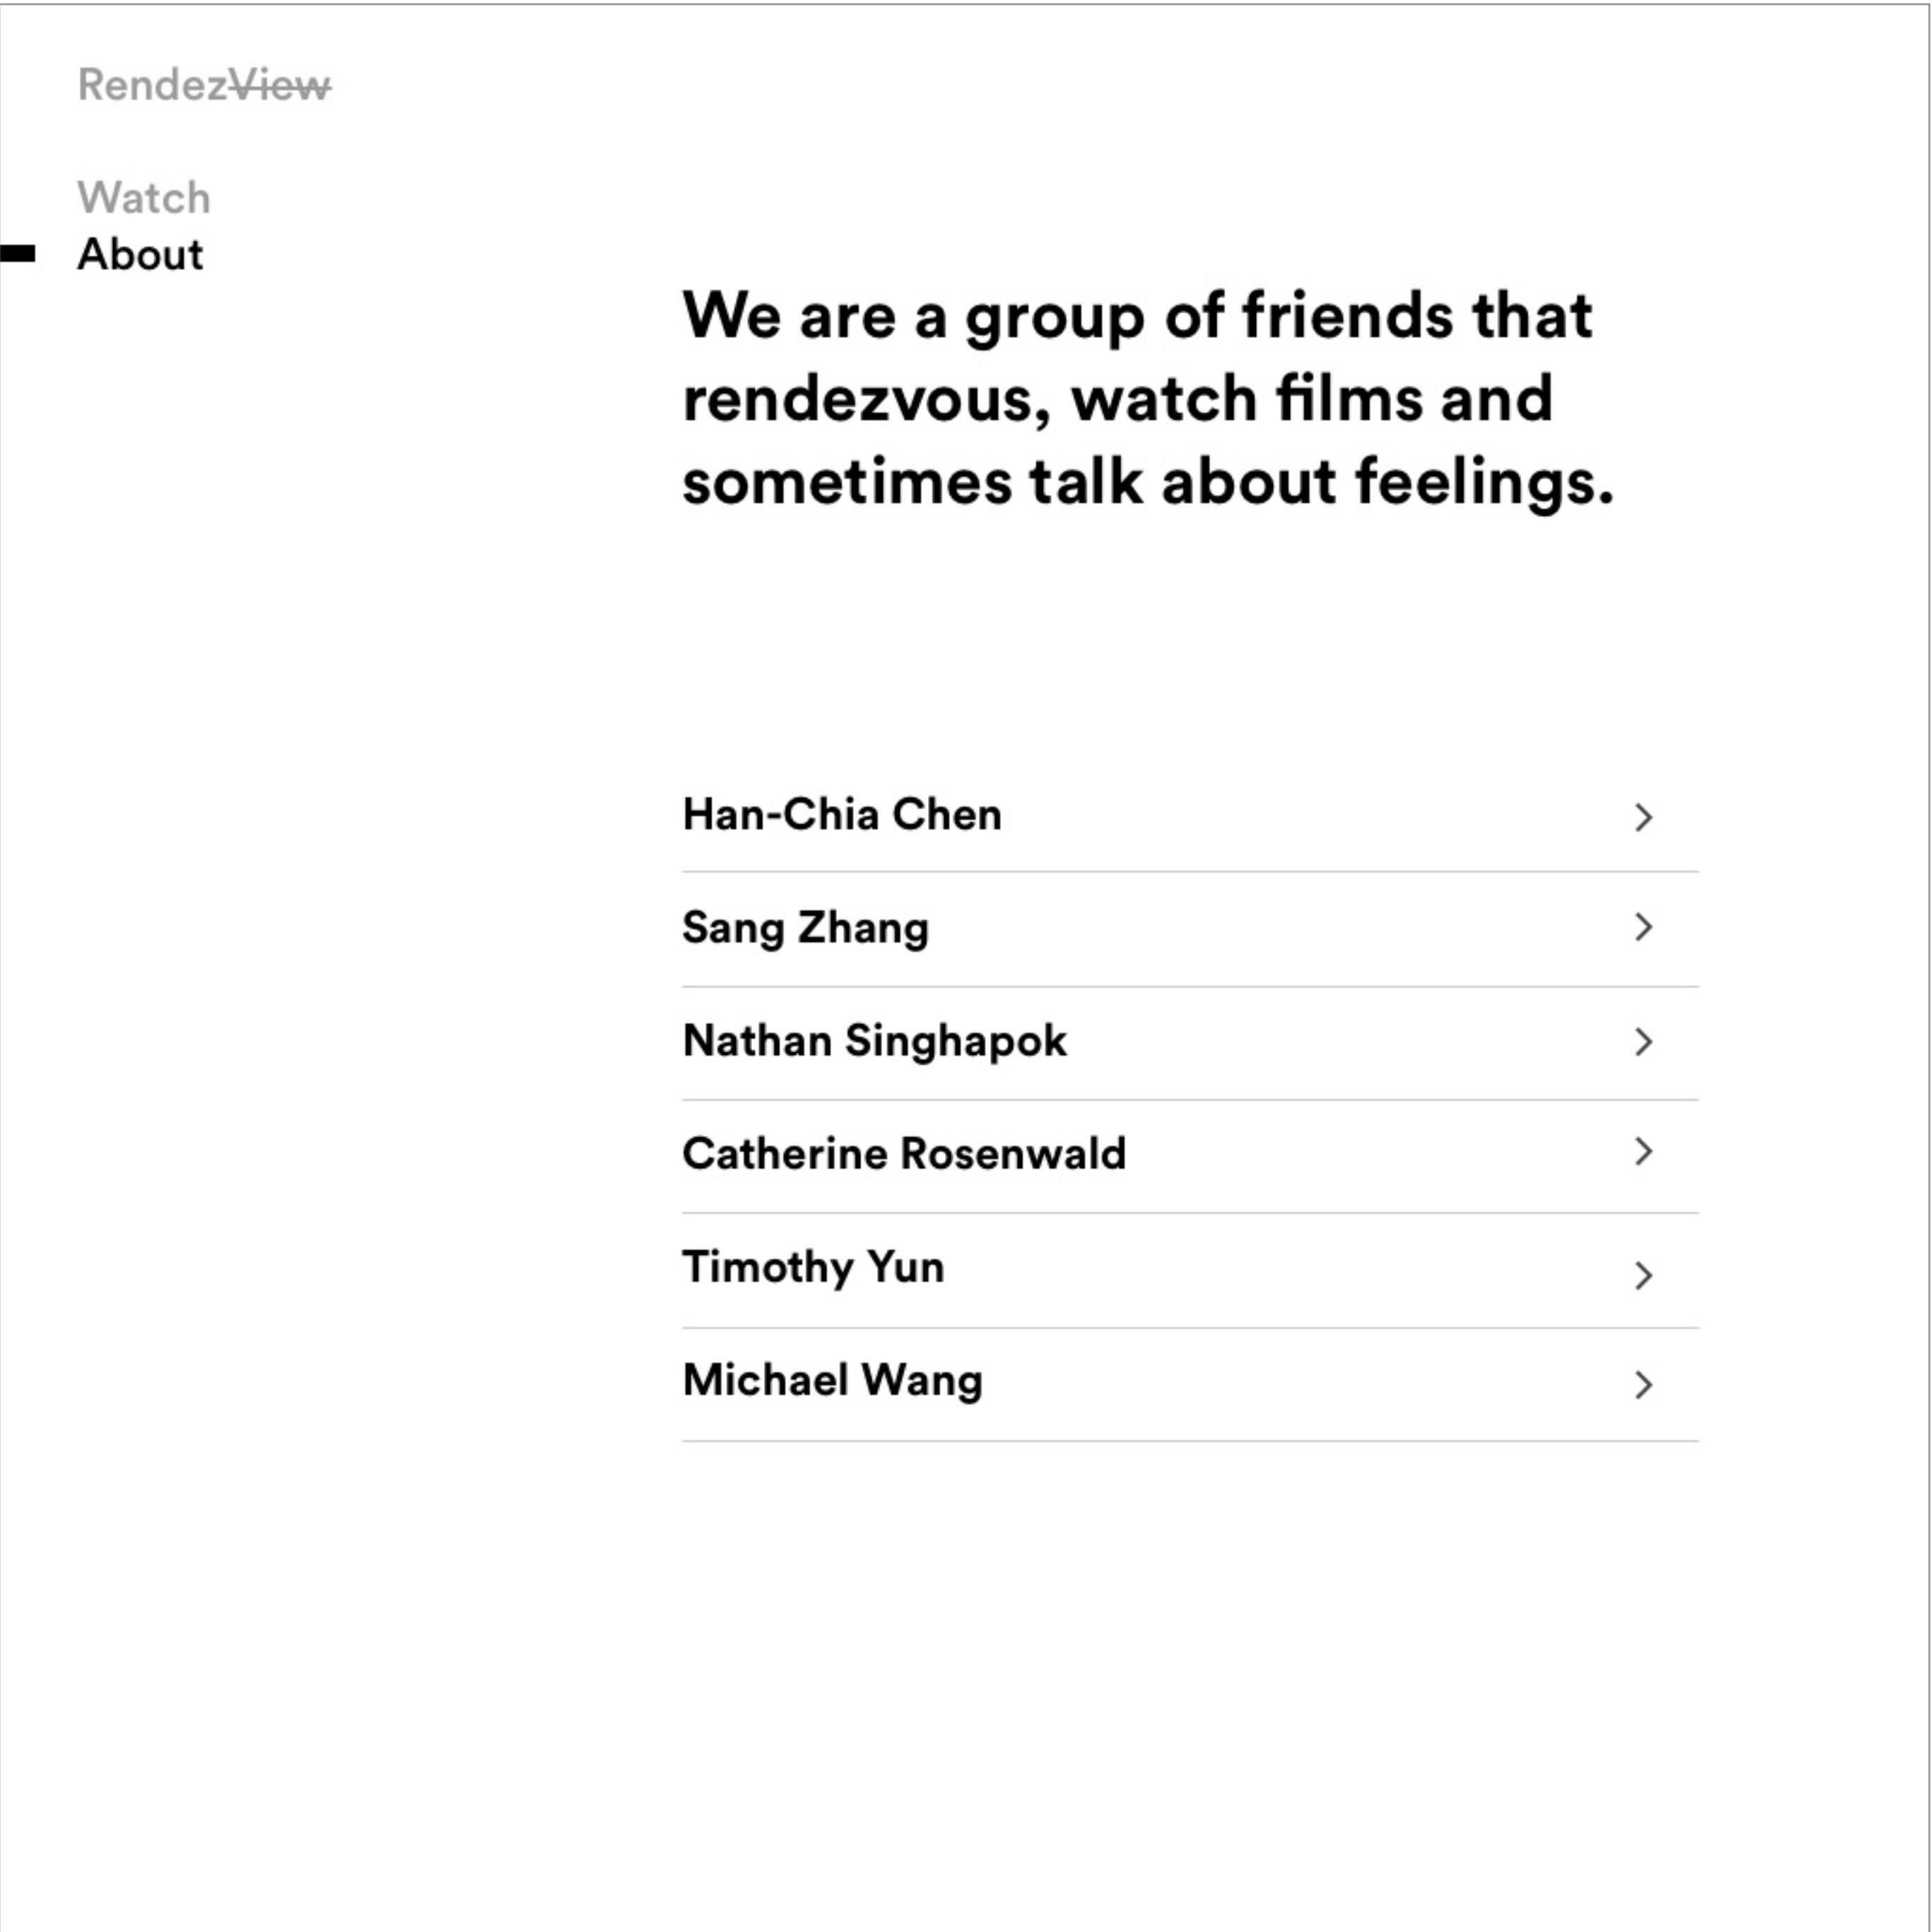 RendezView
Watch
About
We are a group of friends that
rendezvous, watch films and
sometimes talk about feelings.
Han-Chia Chen
Sang Zhang
Nathan Singhapok
Catherine Rosenwald
Timothy Yun
Michael Wang